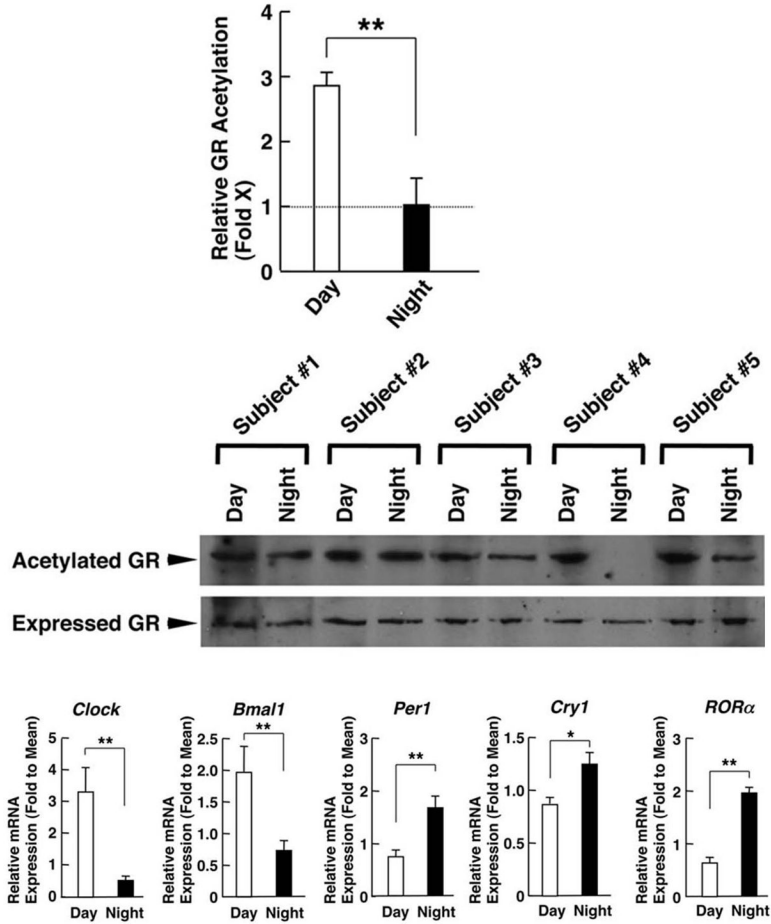 4
3
2
1
0
Relative GR Acetylation
(Fold X)
**
Day
Night
Subject #1
Subject #2
Subject #3
Subject #4
Subject #5
Day
Night
Day
Night
Day
Night
Day
Night
Day
Night
Acetylated GR
Expressed GR
Clock
Relative mRNA
Expression (Fold to Mean)
5
4
3
2
1
0
**
Day Night
Bmal1
Relative mRNA
Expression (Fold to Mean)
2.5
2.0
1.5
1.0
0.5
0.0
**
Day Night
Per1
Relative mRNA
Expression (Fold to Mean)
3
2
1
0
**
Day Night
Cry1
Relative mRNA
Expression (Fold to Mean)
1.5
1.0
0.5
0.0
*
Day Night
RORα
Relative mRNA
Expression (Fold to Mean)
3
2
1
0
**
Day Night